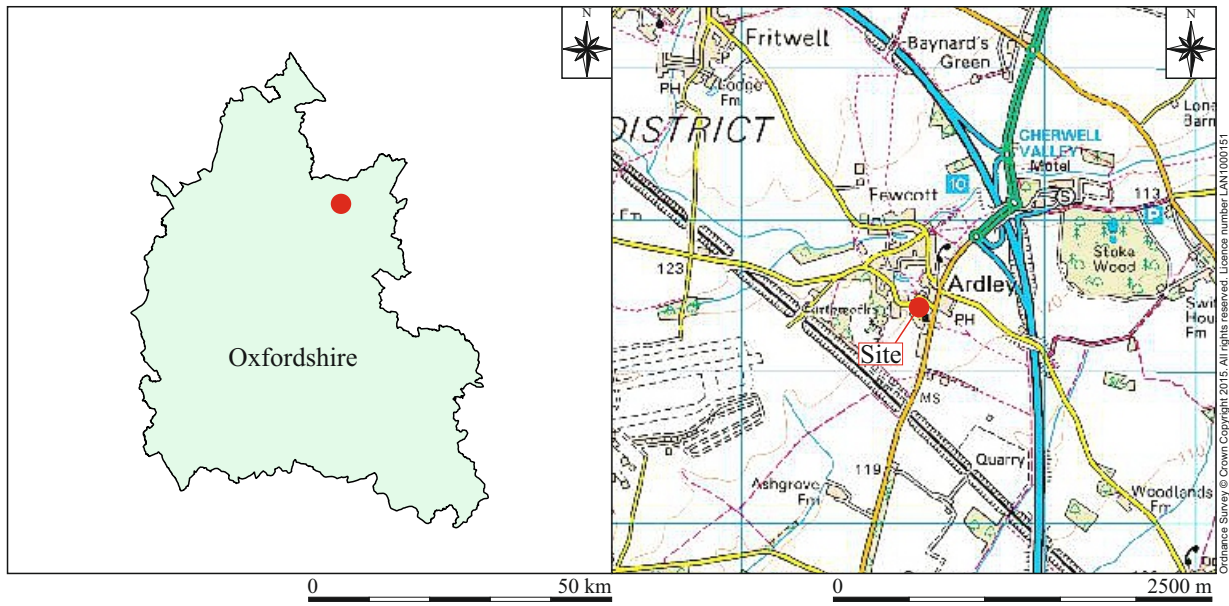 N
Oxfordshire
0
50 km
N
Fritwell
Baynard's
Green
PH
Lodge
Fm
DISTRICT
CHERWELL
VALLEY
Motel
Fewcott
10
S
113
P
Stoke
Wood
123
Ardley
PH
Fm
Site
MS
Quarry
119
Ashgrove
Fm
Woodlands
Fm
0
2500 m
Ordnance Survey © Crown Copyright 2015. All rights reserved. Licence number LAN1000151